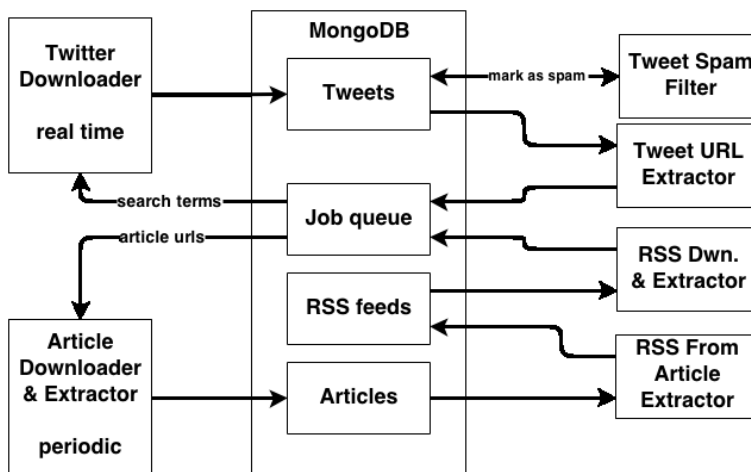 Twitter
Downloader
real time
MongoDB
Tweets
mark as spam
Tweet Spam
Filter
Tweet URL
Extractor
search terms
Job queue
article urls
RSS Dwn.
& Extractor
RSS feeds
Article
Downloader
& Extractor
periodic
Articles
RSS From
Article
Extractor